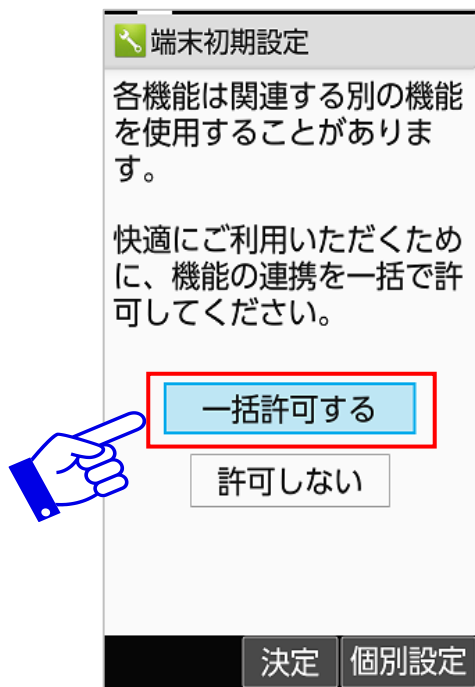 端末初期設定
各機能は関連する別の機能
を使用することがありま
す。
快適にご利用いただくため
に、機能の連携を一括で許
可してください。
一括許可する
許可しない
決定
個別設定